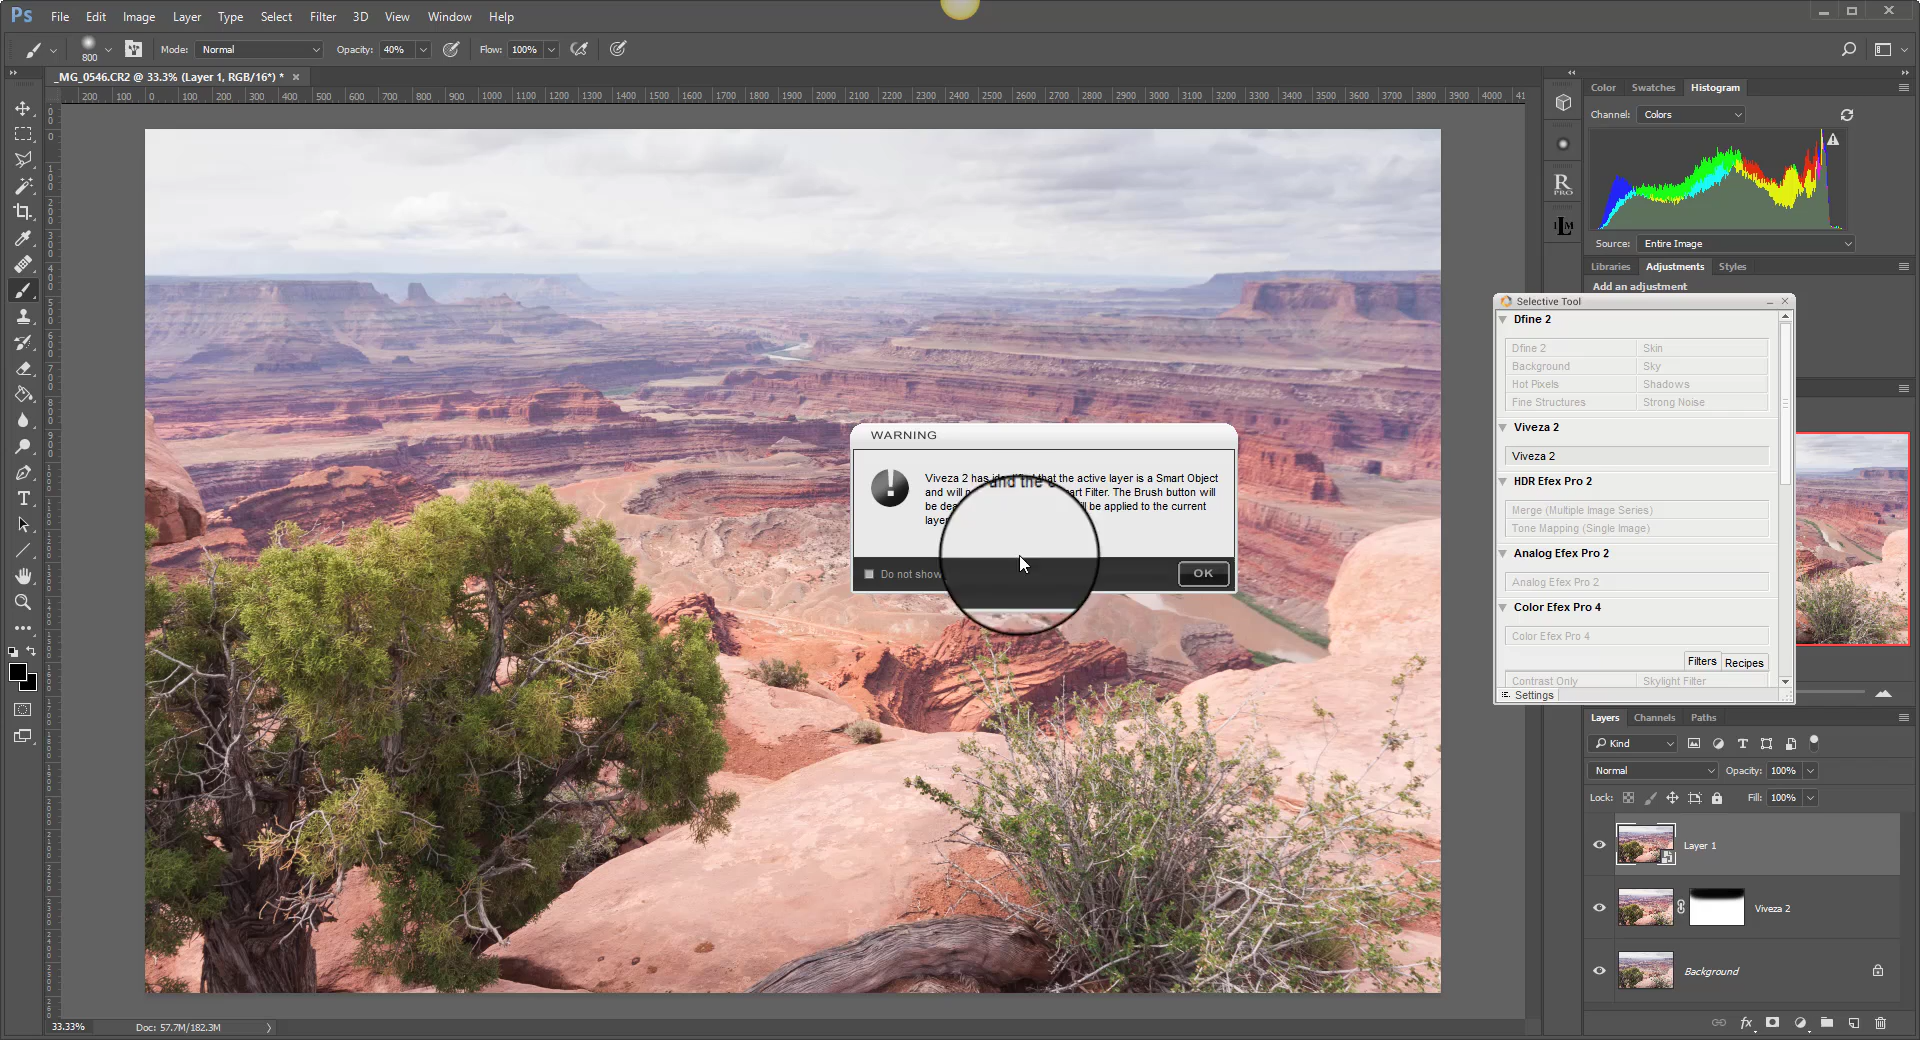 Ps File Edit Image Layer Type Select Filter 3D View Window Help
800 Mode: Normal Opacity: 40% Flow: 100%
_MG_0546.CR2 @ 33.3% (Layer 1, RGB/16*) * ×
200 100 0 100 200 300 400 500 600 700 800 900 1000 1100 1200 1300 1400 1500 1600 1700 1800 1900 2000 2100 2200 2300 2400 2500 2600 2700 2800 2900 3000 3100 3200 3300 3400 3500 3600 3700 3800 3900 4000 41
Color Swatches Histogram
Channel: Colors
R
PRO
ILM
Source: Entire Image
Libraries Adjustments Styles
Add an adjustment
Selective Tool
Dfine 2
Dfine 2 Skin
Background Sky
Hot Pixels Shadows
Fine Structures Strong Noise
Viveza 2
Viveza 2
HDR Efex Pro 2
Merge (Multiple Image Series)
Tone Mapping (Single Image)
Analog Efex Pro 2
Analog Efex Pro 2
Color Efex Pro 4
Color Efex Pro 4
Filters Recipes
Contrast Only Skylight Filter
Settings
WARNING
Viveza 2 has that the active layer is a Smart Object
and will and the Filter. The Brush button will
be be applied to the current
layer
Do not show
OK
Layers Channels Paths
Kind
Normal Opacity: 100%
Lock: Fill: 100%
Layer 1
Viveza 2
Background
fx
33.33% Doc: 57.7M/182.3M